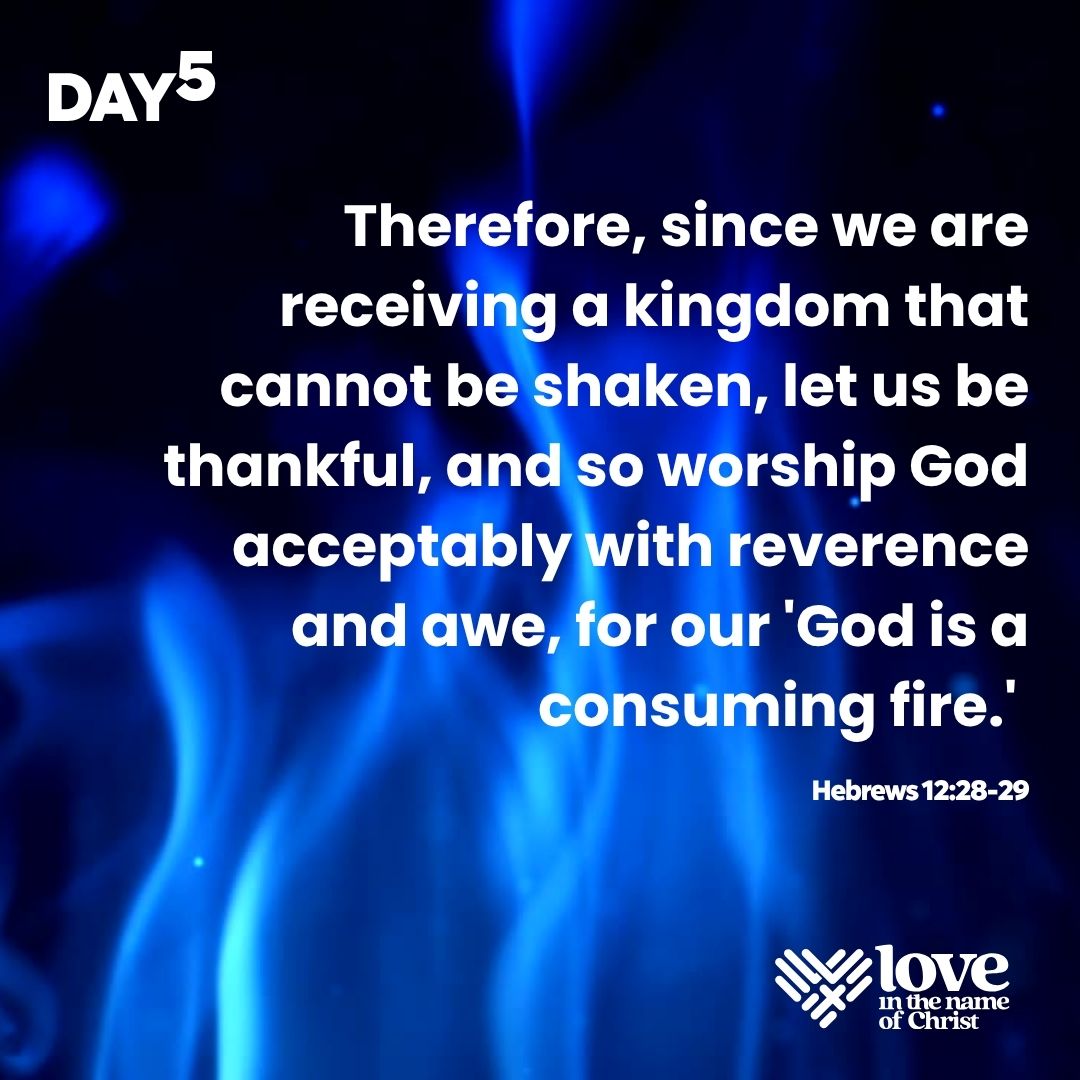 DAY5
Therefore, since we are
receiving a kingdom that
cannot be shaken, let us be
thankful, and so worship God
acceptably with reverence
and awe, for our 'God is a
consuming fire.'
Hebrews 12:28-29
love
in the name
of Christ